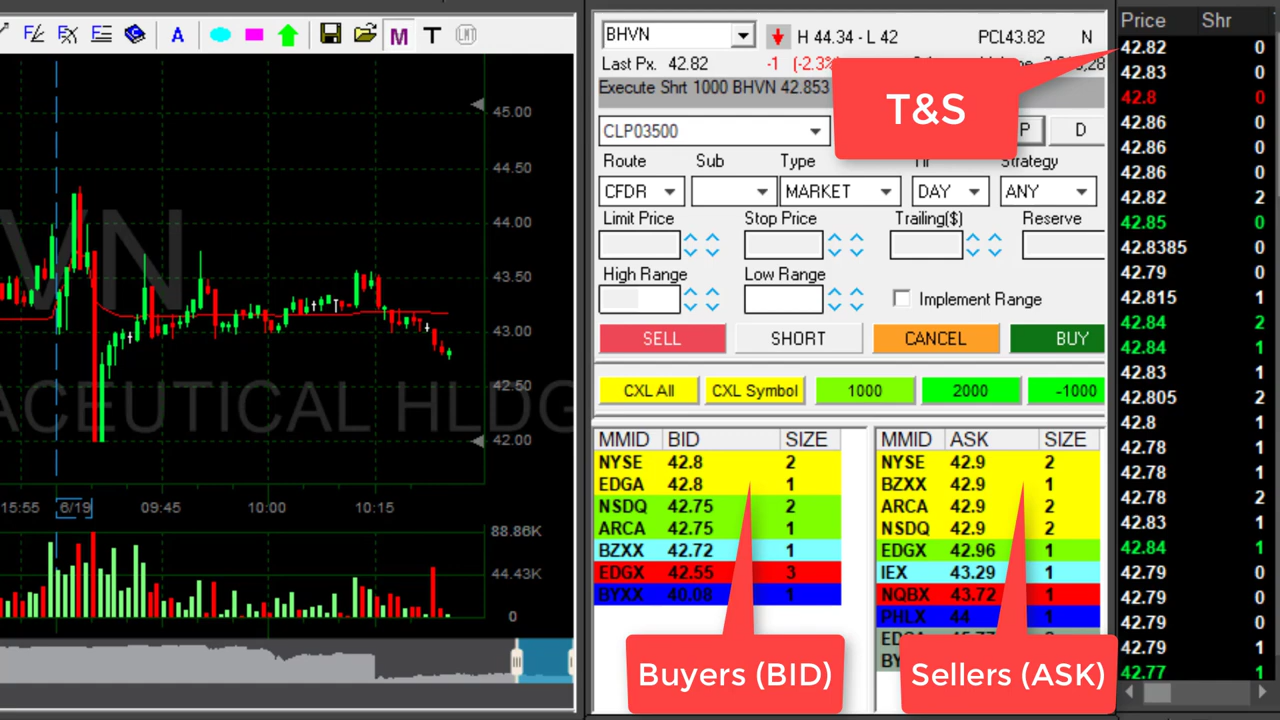 A
M
T
LMT
45.00
44.50
44.00
43.50
43.00
42.50
42.00
VN
ACEUTICAL HLDG
15:55
6/19
09:45
10:00
10:15
88.86K
44.43K
0
BHVN
H 44.34 - L 42
PCL43.82
N
Last Px. 42.82
-1
Execute Shrt 1000 BHVN 42.853
CLP03500
P
D
Route
Sub
Type
Strategy
CFDR
MARKET
DAY
ANY
Limit Price
Stop Price
Trailing($)
Reserve
High Range
Low Range
Implement Range
SELL
SHORT
CANCEL
BUY
CXL All
CXL Symbol
1000
2000
-1000
MMID BID SIZE
NYSE 42.8 2
EDGA 42.8 1
NSDQ 42.75 2
ARCA 42.75 1
BZXX 42.72 1
EDGX 42.55 3
BYXX 40.08 1
MMID ASK SIZE
NYSE 42.9 2
BZXX 42.9 1
ARCA 42.9 2
NSDQ 42.9 2
EDGX 42.96 1
IEX 43.29 1
NQBX 43.72 1
PHLX 44 1
T&S
Buyers (BID)
Sellers (ASK)
Price Shr
42.82 0
42.83 0
42.8 0
42.86 0
42.86 0
42.86 0
42.82 2
42.85 0
42.8385 0
42.79 0
42.815 1
42.84 2
42.84 1
42.83 1
42.805 2
42.8 1
42.78 1
42.78 1
42.78 2
42.83 1
42.84 1
42.79 0
42.79 0
42.79 0
42.79 1
42.77 1